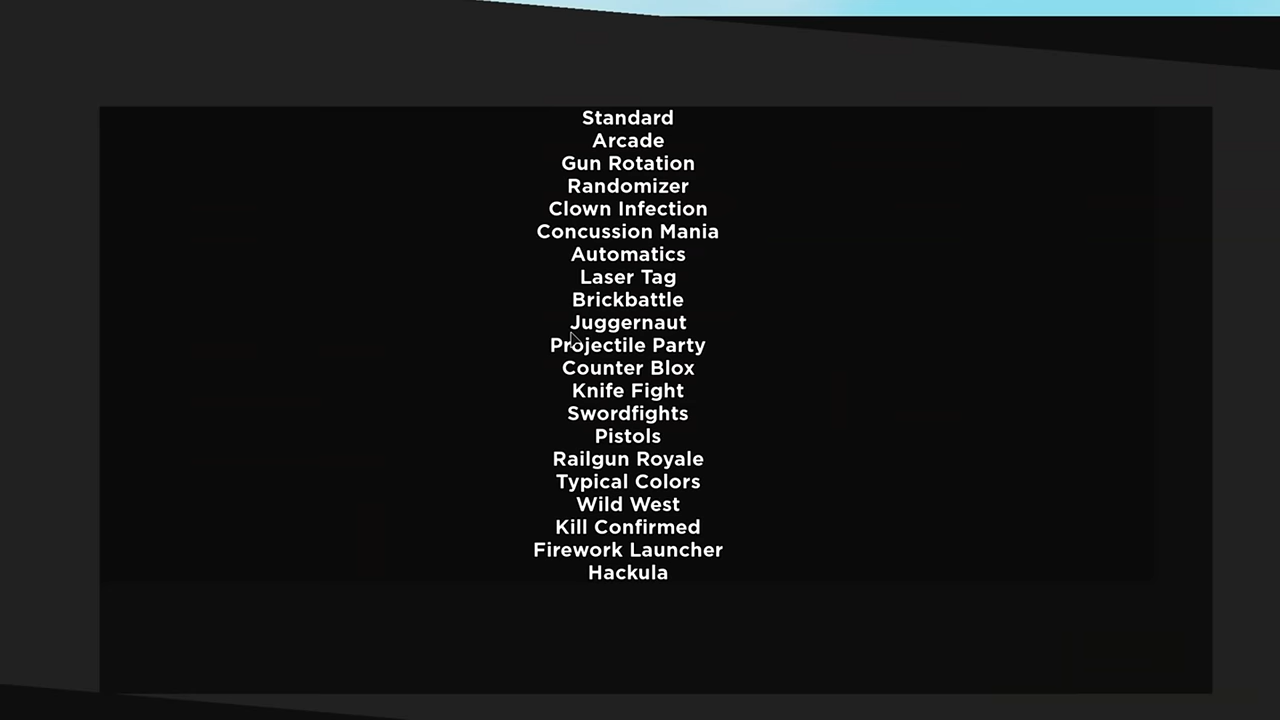 Standard
Arcade
Gun Rotation
Randomizer
Clown Infection
Concussion Mania
Automatics
Laser Tag
Brickbattle
Juggernaut
Projectile Party
Counter Blox
Knife Fight
Swordfights
Pistols
Railgun Royale
Typical Colors
Wild West
Kill Confirmed
Firework Launcher
Hackula